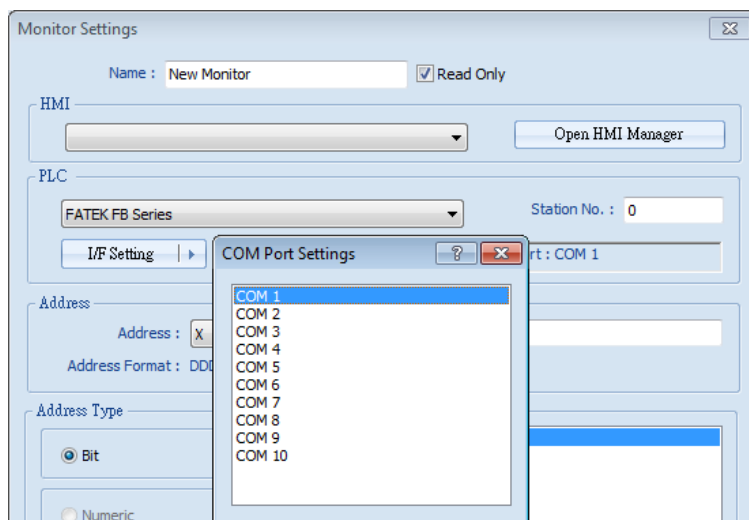 Monitor Settings
Name : New Monitor Read Only
HMI
Open HMI Manager
PLC
FATEK FB Series Station No. : 0
I/F Setting COM Port Settings ? rt : COM 1
COM 1
COM 2
COM 3
COM 4
COM 5
COM 6
COM 7
COM 8
COM 9
COM 10
Address
Address : X
Address Format : DDD
Address Type
Bit
Numeric